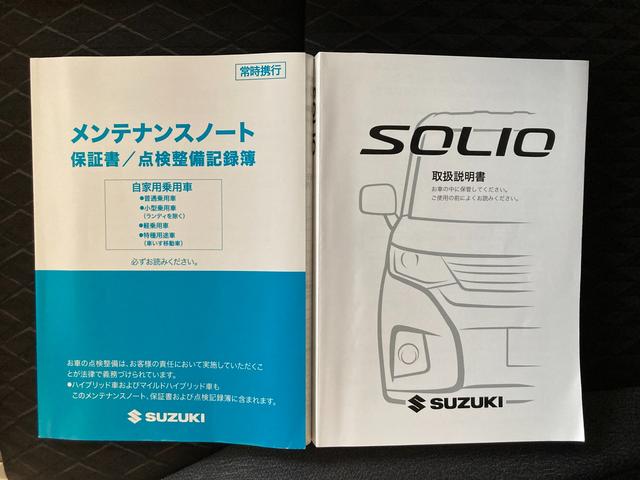 常時携行
メンテナンスノート
保証書／点検整備記録簿
自家用乗用車
●普通乗用車
●小型乗用車
(ランディを除く)
●軽乗用車
●特種用途車
(車いす移動車)
必ずお読みください。
お車の点検整備は、お客様の責任において実施していただくこ
とが法律で義務づけられています。
●ハイブリッド車およびマイルドハイブリッド車も
このメンテナンスノート、保証書および点検記録簿に含まれます。
SUZUKI
SOLIO
取扱説明書
お車の中に保管してください。
ご使用の前によくお読みください。
SUZUKI